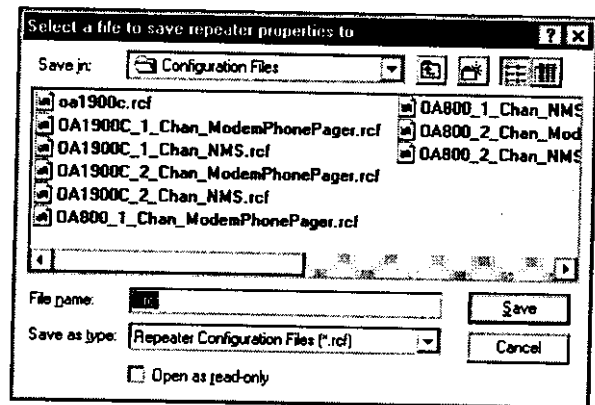 Select a file to save repeater properties to
Save in:
Configuration Files
oa1900c.rcf
OA1900C_1_Chan_ModemPhonePager.rcf
OA1900C_1_Chan_NMS.rcf
OA1900C_2_Chan_ModemPhonePager.rcf
OA1900C_2_Chan_NMS.rcf
OA800_1_Chan_ModemPhonePager.rcf
OA800_1_Chan_NMS
OA800_2_Chan_Mod
OA800_2_Chan_NMS
File name:
Save
Save as type:
Repeater Configuration Files (*.rcf)
Cancel
Open as read-only